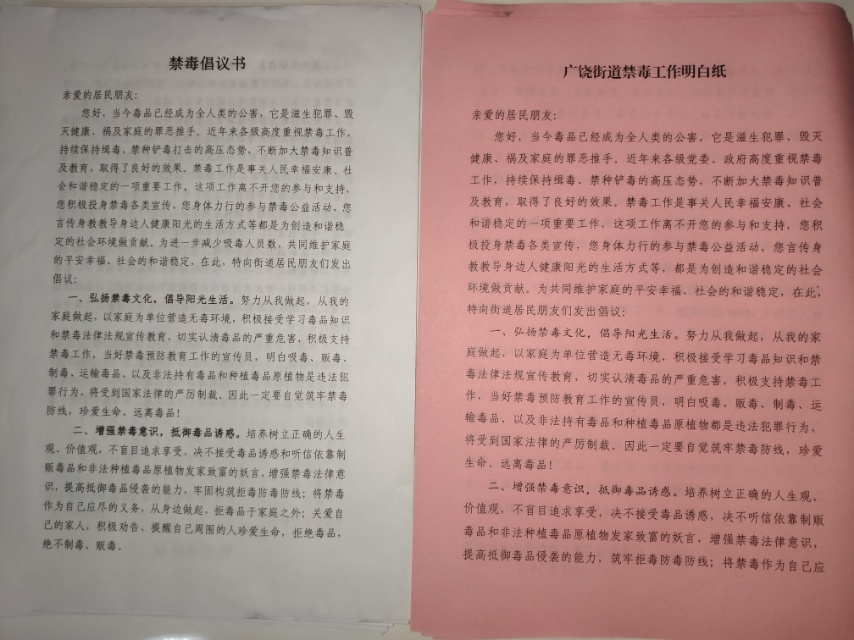 禁毒倡议书
亲爱的居民朋友：
您好，当今毒品已经成为全人类的公害，它是滋生犯罪、毁
灭健康、祸及家庭的罪恶推手。近年来各级高度重视禁毒工作，
持续保持缉毒、禁种铲毒打击的高压态势，不断加大禁毒知识普
及教育，取得了良好的效果。禁毒工作是事关人民幸福安康、社
会和谐稳定的一项重要工作，这项工作离不开您的参与和支持，
您积极投身禁毒各类宣传，您身体力行的参与禁毒公益活动，您
言传身教教导身边人健康阳光的生活方式等都是为创造和谐稳
定的社会环境做贡献。为进一步减少吸毒人员数，共同维护家庭
的平安幸福、社会的和谐稳定，在此，特向街道居民朋友们发出
倡议：
一、弘扬禁毒文化，倡导阳光生活。努力从我做起，从我的
家庭做起，以家庭为单位营造无毒环境，积极接受学习毒品知识
和禁毒法律法规宣传教育，切实认清毒品的严重危害，积极支持
禁毒工作，当好禁毒预防教育工作的宣传员，明白吸毒、贩毒、
制毒、运输毒品、以及非法持有毒品和种植毒品原植物是违法犯
罪行为，将受到国家法律的严厉制裁。因此一定要自觉筑牢禁毒
防线，珍爱生命、远离毒品！
二、增强禁毒意识，抵御毒品诱惑。培养树立正确的人生
观、价值观，不盲目追求享受，决不接受毒品诱惑和听信依靠制
贩毒品和非法种植毒品原植物发家致富的妖言，增强禁毒法律意
识，提高抵御毒品侵袭的能力，牢固构筑拒毒防毒防线；将禁毒
作为自己应尽的义务，从身边做起，拒毒品于家庭之外；关爱自
己的家人，积极劝告、提醒自己周围的人珍爱生命，拒绝毒品，
绝不制毒、贩毒。
广饶街道禁毒工作明白纸
亲爱的居民朋友：
您好，当今毒品已经成为全人类的公害，它是滋生犯罪、毁灭
健康、祸及家庭的罪恶推手。近年来各级党委、政府高度重视禁毒
工作，持续保持缉毒、禁种铲毒的高压态势，不断加大禁毒知识普
及教育，取得了良好的效果。禁毒工作是事关人民幸福安康、社会
和谐稳定的一项重要工作，这项工作离不开您的参与和支持，您积
极投身禁毒各类宣传，您身体力行的参与禁毒公益活动，您言传身
教教导身边人健康阳光的生活方式等，都是为创造和谐稳定的社会
环境做贡献。为共同维护家庭的平安幸福、社会的和谐稳定，在此，
特向街道居民朋友们发出倡议：
一、弘扬禁毒文化，倡导阳光生活。努力从我做起，从我的家
庭做起，以家庭为单位营造无毒环境，积极接受学习毒品知识和禁
毒法律法规宣传教育，切实认清毒品的严重危害，积极支持禁毒工
作，当好禁毒预防教育工作的宣传员，明白吸毒、贩毒、制毒、运
输毒品、以及非法持有毒品和种植毒品原植物都是违法犯罪行为，
将受到国家法律的严厉制裁。因此一定要自觉筑牢禁毒防线，珍爱
生命、远离毒品！
二、增强禁毒意识，抵御毒品诱惑。培养树立正确的人生观、
价值观，不盲目追求享受，决不接受毒品诱惑，决不听信依靠制贩
毒品和非法种植毒品原植物发家致富的妖言，增强禁毒法律意识，
提高抵御毒品侵袭的能力，筑牢拒毒防毒防线；将禁毒作为自己应